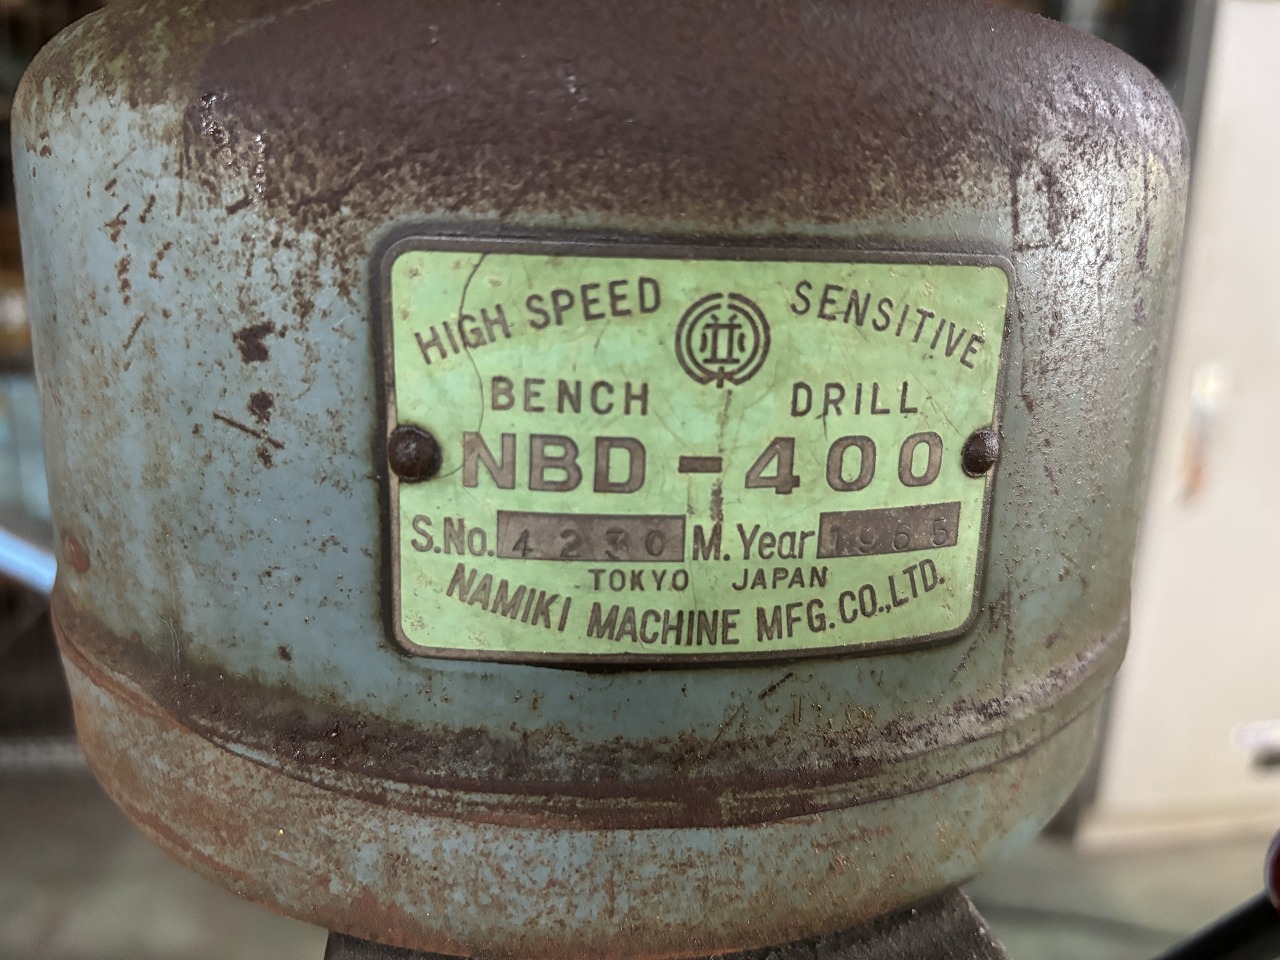 HIGH SPEED SENSITIVE
BENCH DRILL
NBD-400
S.No. 4230 M. Year 1965
TOKYO JAPAN
NAMIKI MACHINE MFG. CO., LTD.